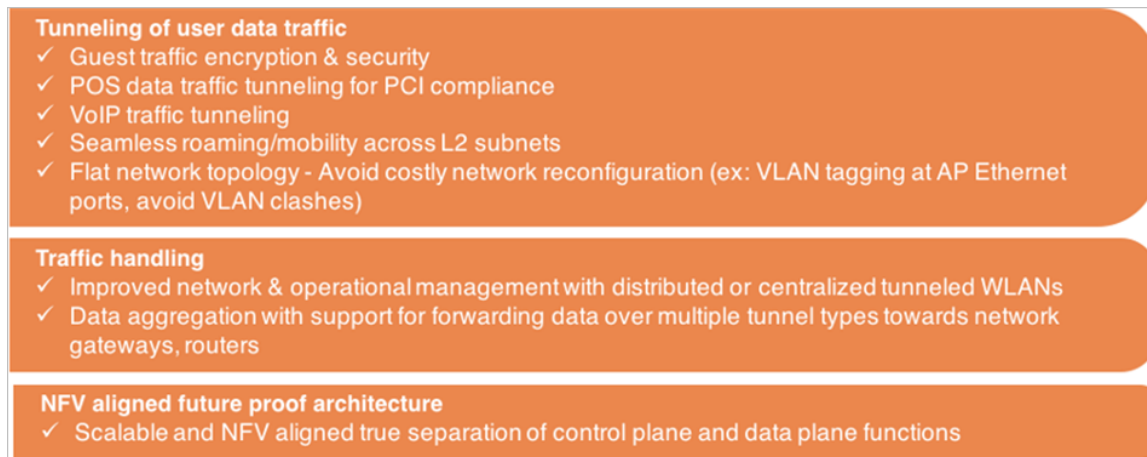 Tunneling of user data traffic
✓ Guest traffic encryption & security
✓ POS data traffic tunneling for PCI compliance
✓ VoIP traffic tunneling
✓ Seamless roaming/mobility across L2 subnets
✓ Flat network topology - Avoid costly network reconfiguration (ex: VLAN tagging at AP Ethernet
ports, avoid VLAN clashes)
Traffic handling
✓ Improved network & operational management with distributed or centralized tunneled WLANs
✓ Data aggregation with support for forwarding data over multiple tunnel types towards network
gateways, routers
NFV aligned future proof architecture
✓ Scalable and NFV aligned true separation of control plane and data plane functions